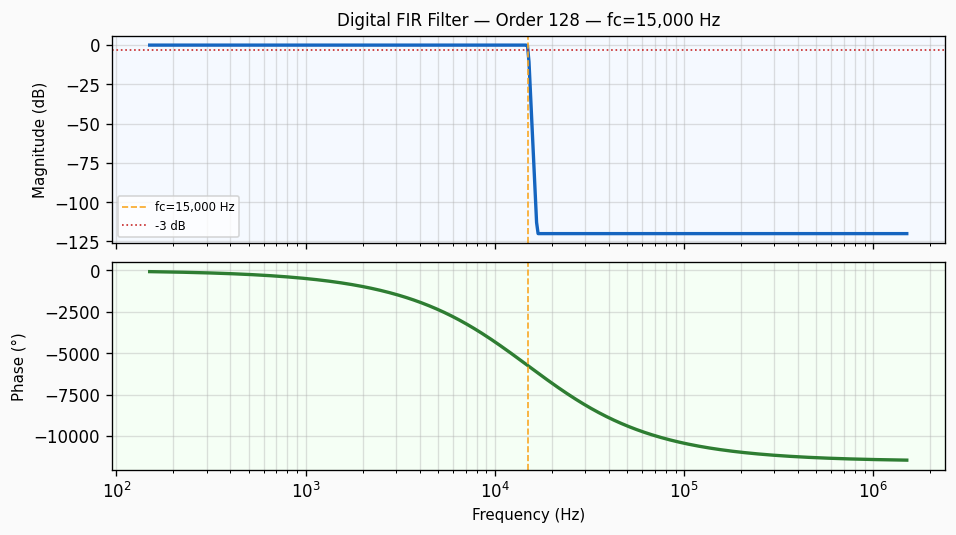 Digital FIR Filter — Order 128 — fc=15,000 Hz
Magnitude (dB)
0
−25
−50
−75
−100
−125
fc=15,000 Hz
-3 dB
Phase (°)
0
−2500
−5000
−7500
−10000
10² 10³ 10⁴ 10⁵ 10⁶
Frequency (Hz)